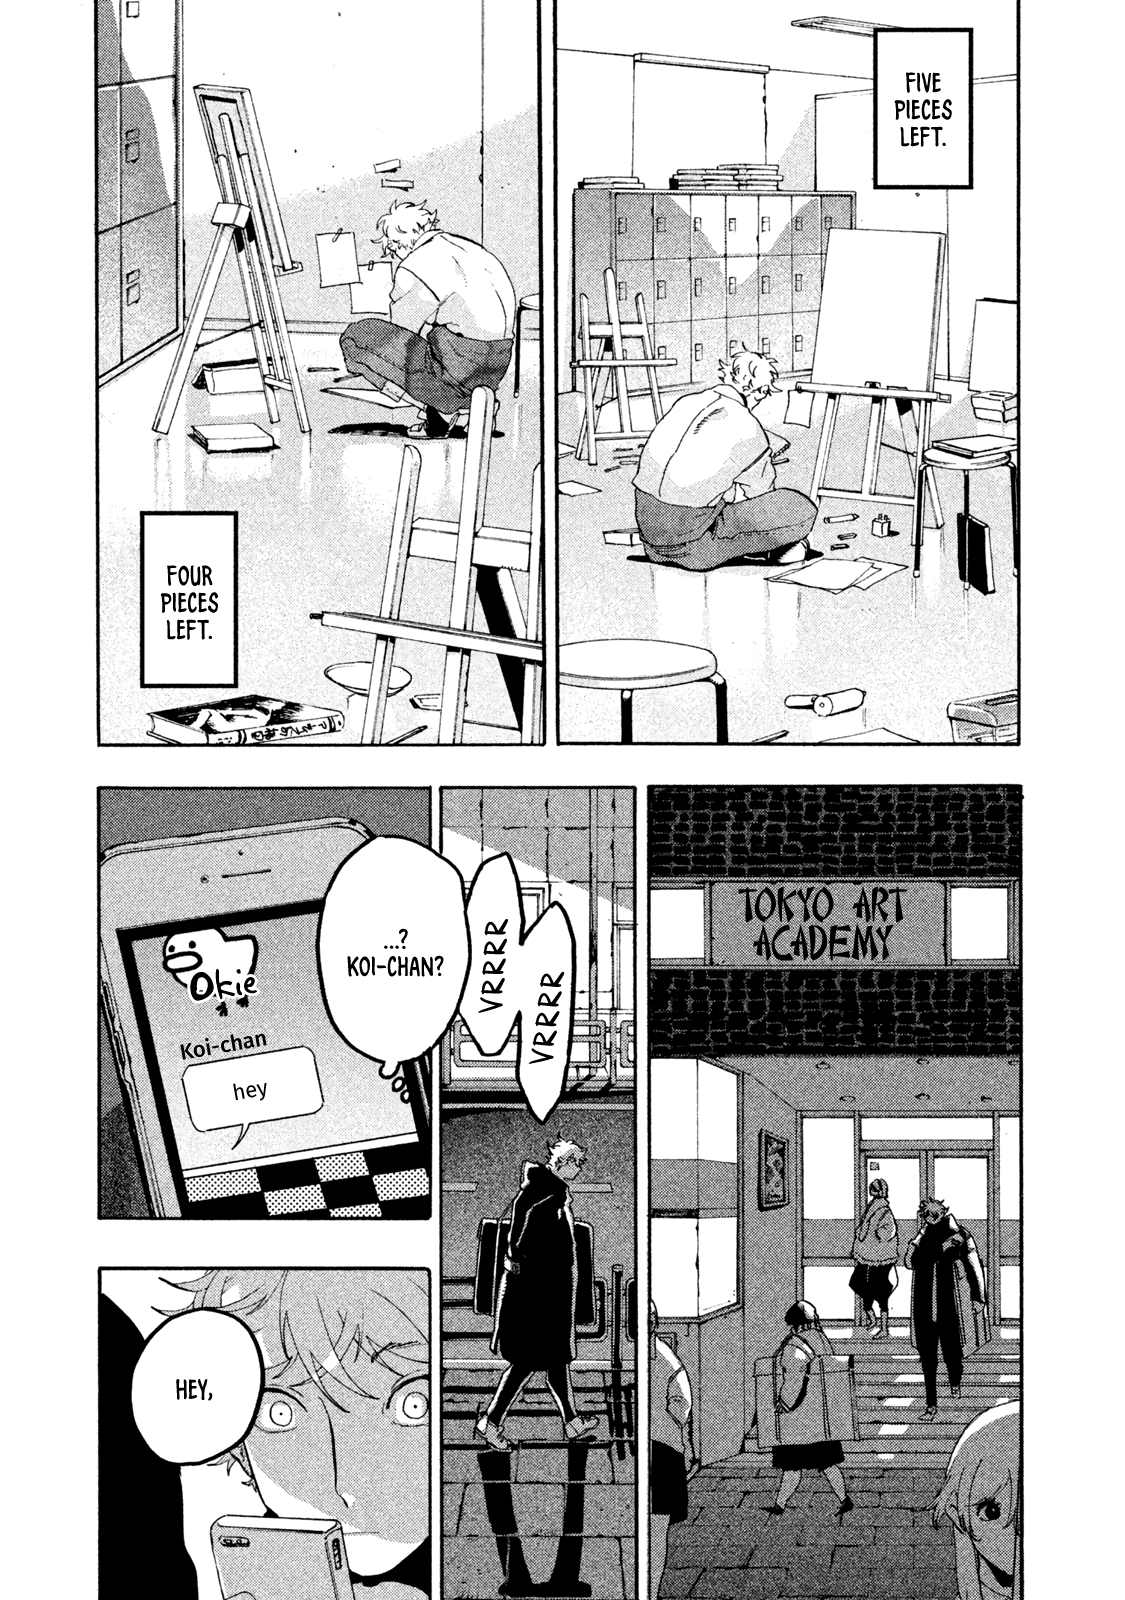 FIVE
PIECES
LEFT.
FOUR
PIECES
LEFT.
TOKYO ART
ACADEMY
VRRRR
VRRRR
...?
KOI-CHAN?
Okie
Koi-chan
hey
HEY,